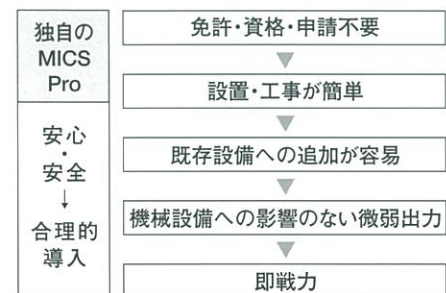 独自の
MICS
Pro
安心
・
安全
↓
合理的
導入
免許・資格・申請不要
▼
設置・工事が簡単
▼
既存設備への追加が容易
▼
機械設備への影響のない微弱出力
▼
即戦力